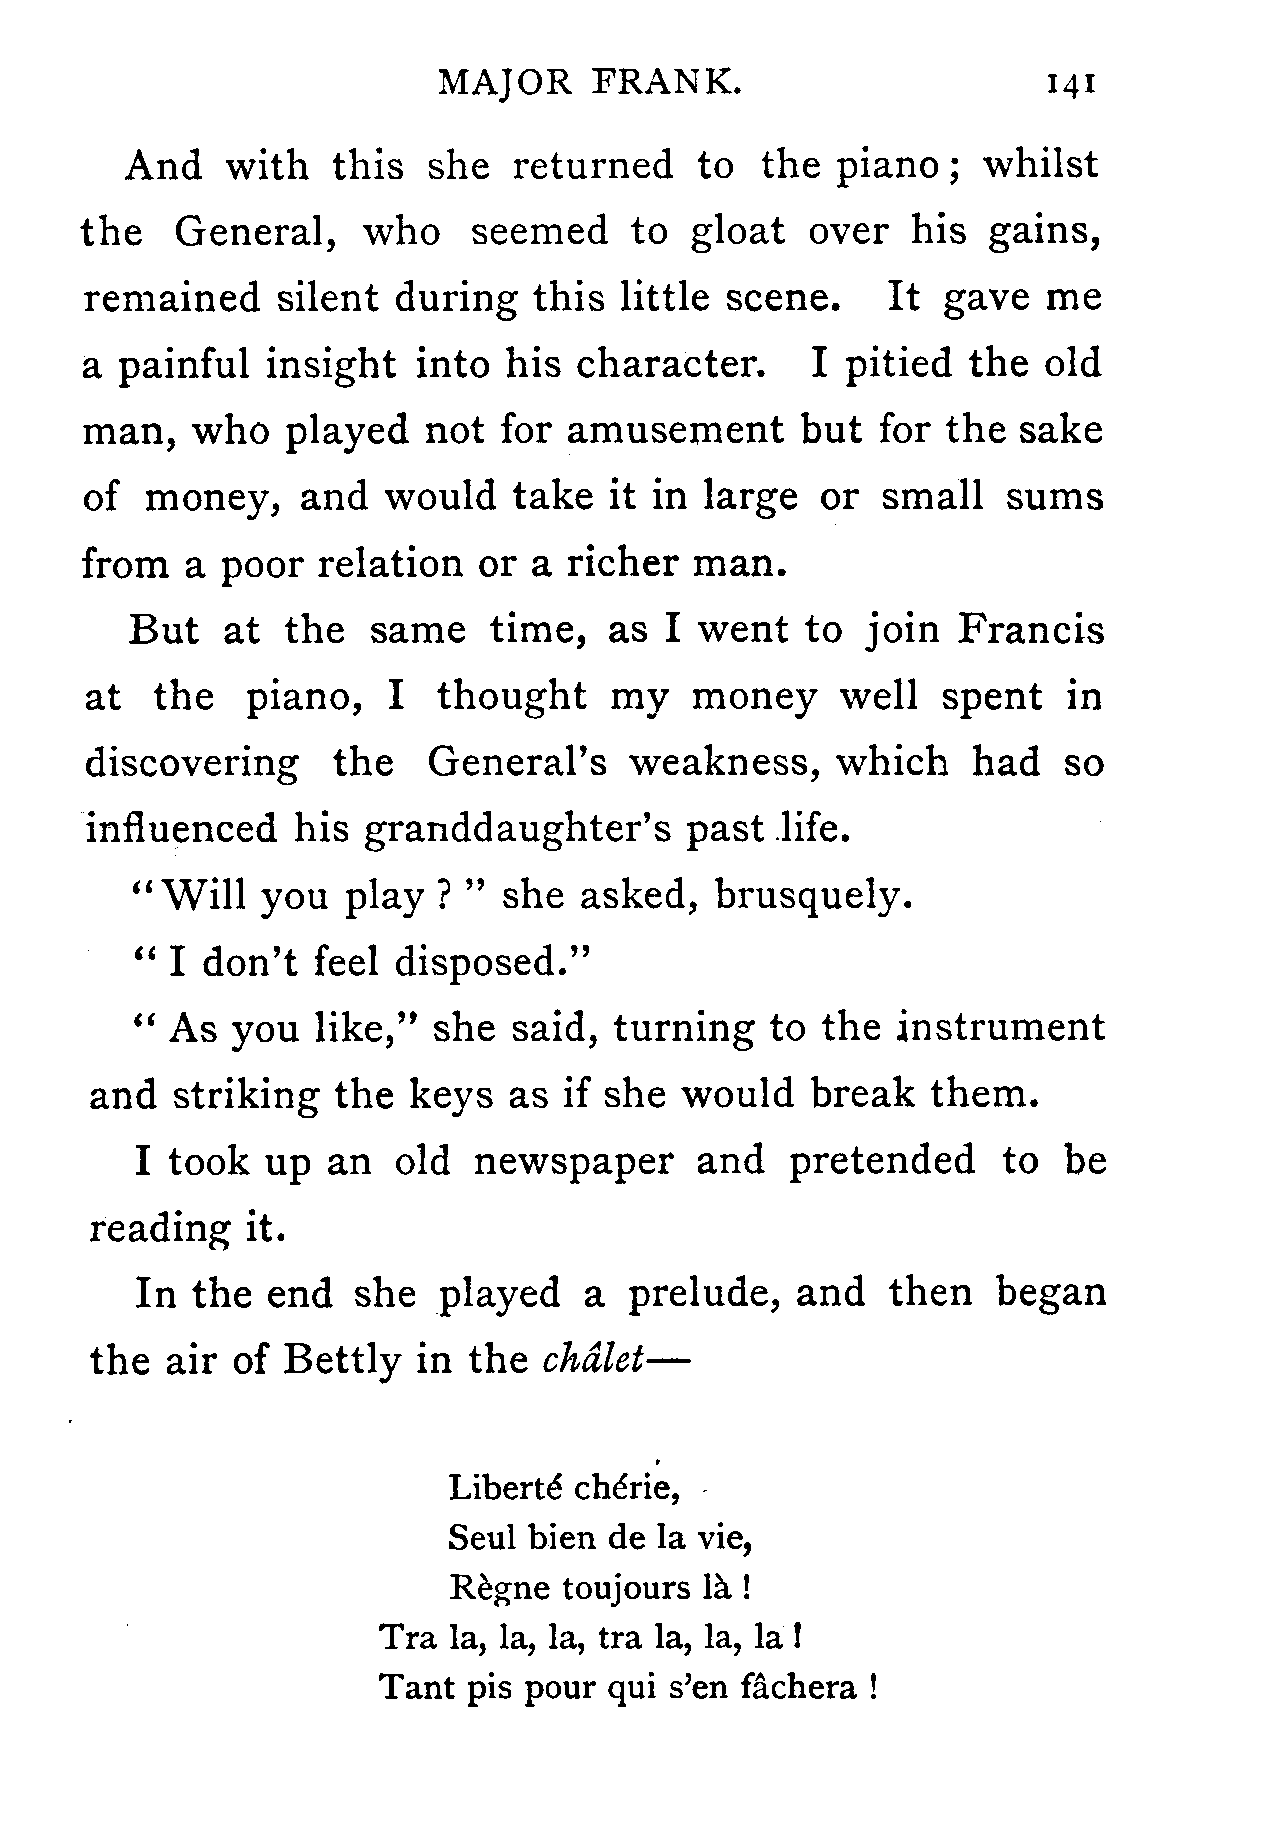 MAJOR FRANK. 141
And with this she returned to the piano ; whilst
the General, who seemed to gloat over his gains,
remained silent during this little scene. It gave me
a painful insight into his character. I pitied the old
man, who played not for amusement but for the sake
of money, and would take it in large or small sums
from a poor relation or a richer man.
But at the same time, as I went to join Francis
at the piano, I thought my money well spent in
discovering the General’s weakness, which had so
influenced his granddaughter’s past life.
“Will you play ? ” she asked, brusquely.
“ I don’t feel disposed.”
“ As you like,” she said, turning to the instrument
and striking the keys as if she would break them.
I took up an old newspaper and pretended to be
reading it.
In the end she played a prelude, and then began
the air of Bettly in the châlet—
Liberté chérie,
Seul bien de la vie,
Règne toujours là !
Tra la, la, la, tra la, la, la !
Tant pis pour qui s’en fâchera !